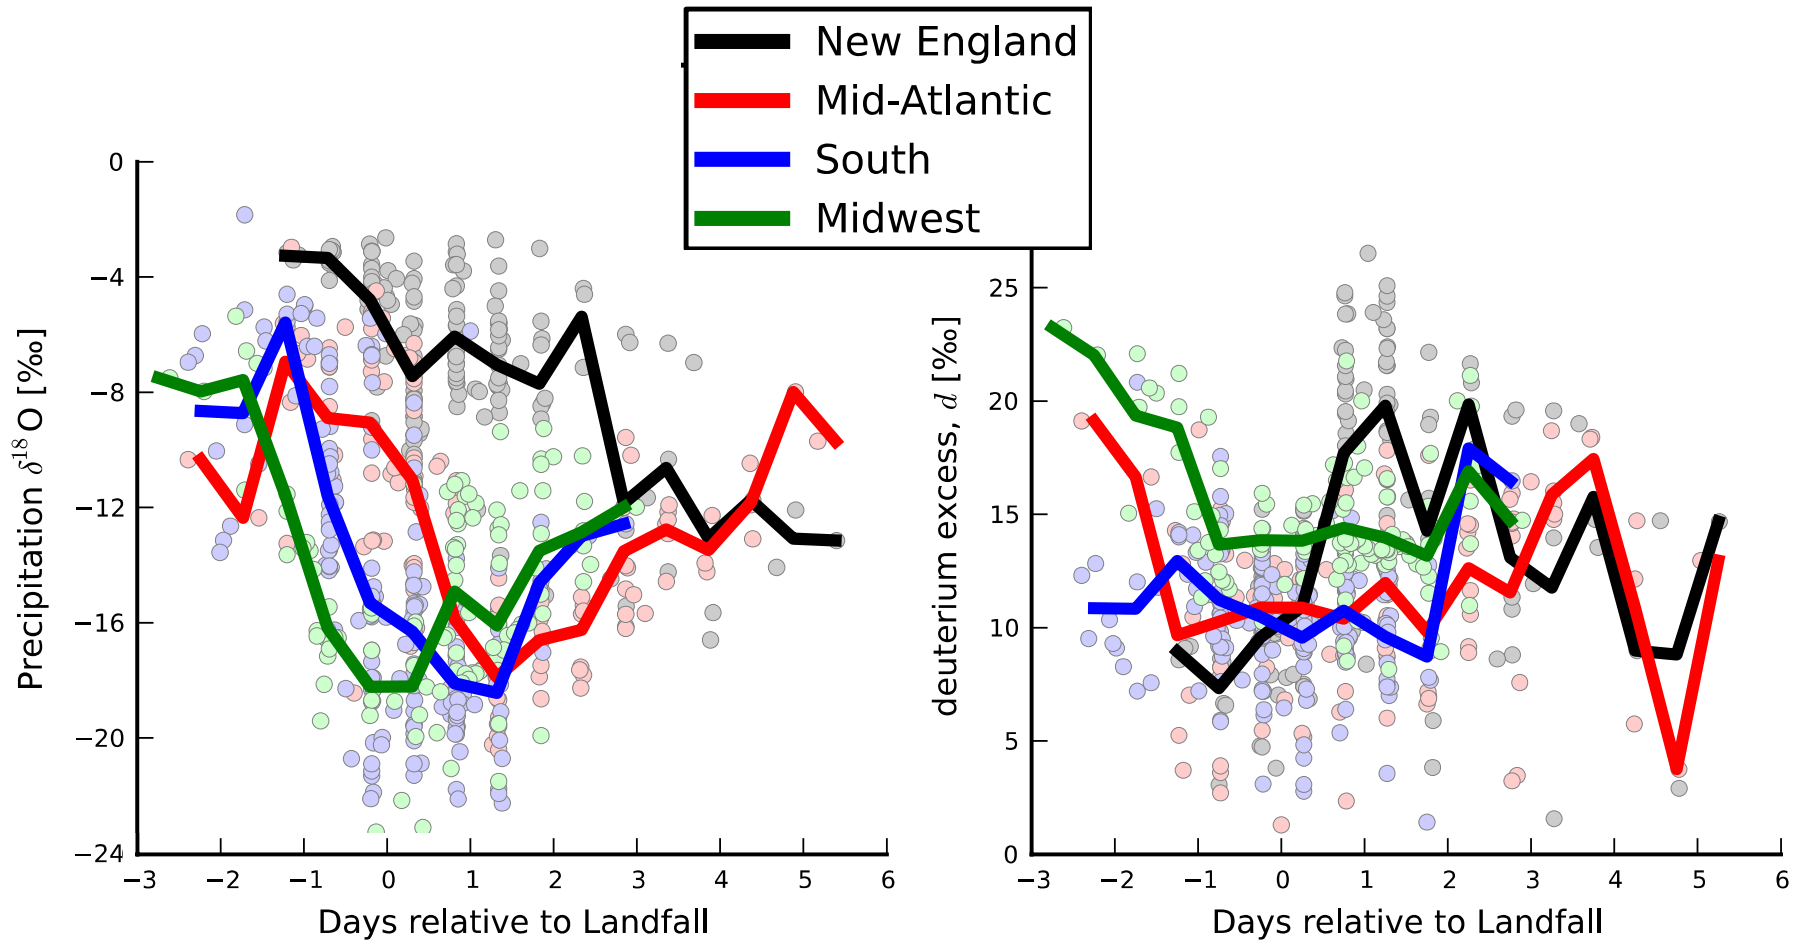 New England
Mid-Atlantic
South
Midwest
0
−4
−8
−12
−16
−20
−24
Precipitation δ¹⁸O [‰]
−3 −2 −1 0 1 2 3 4 5 6
Days relative to Landfall
25
20
15
10
5
0
deuterium excess, d [‰]
−3 −2 −1 0 1 2 3 4 5 6
Days relative to Landfall